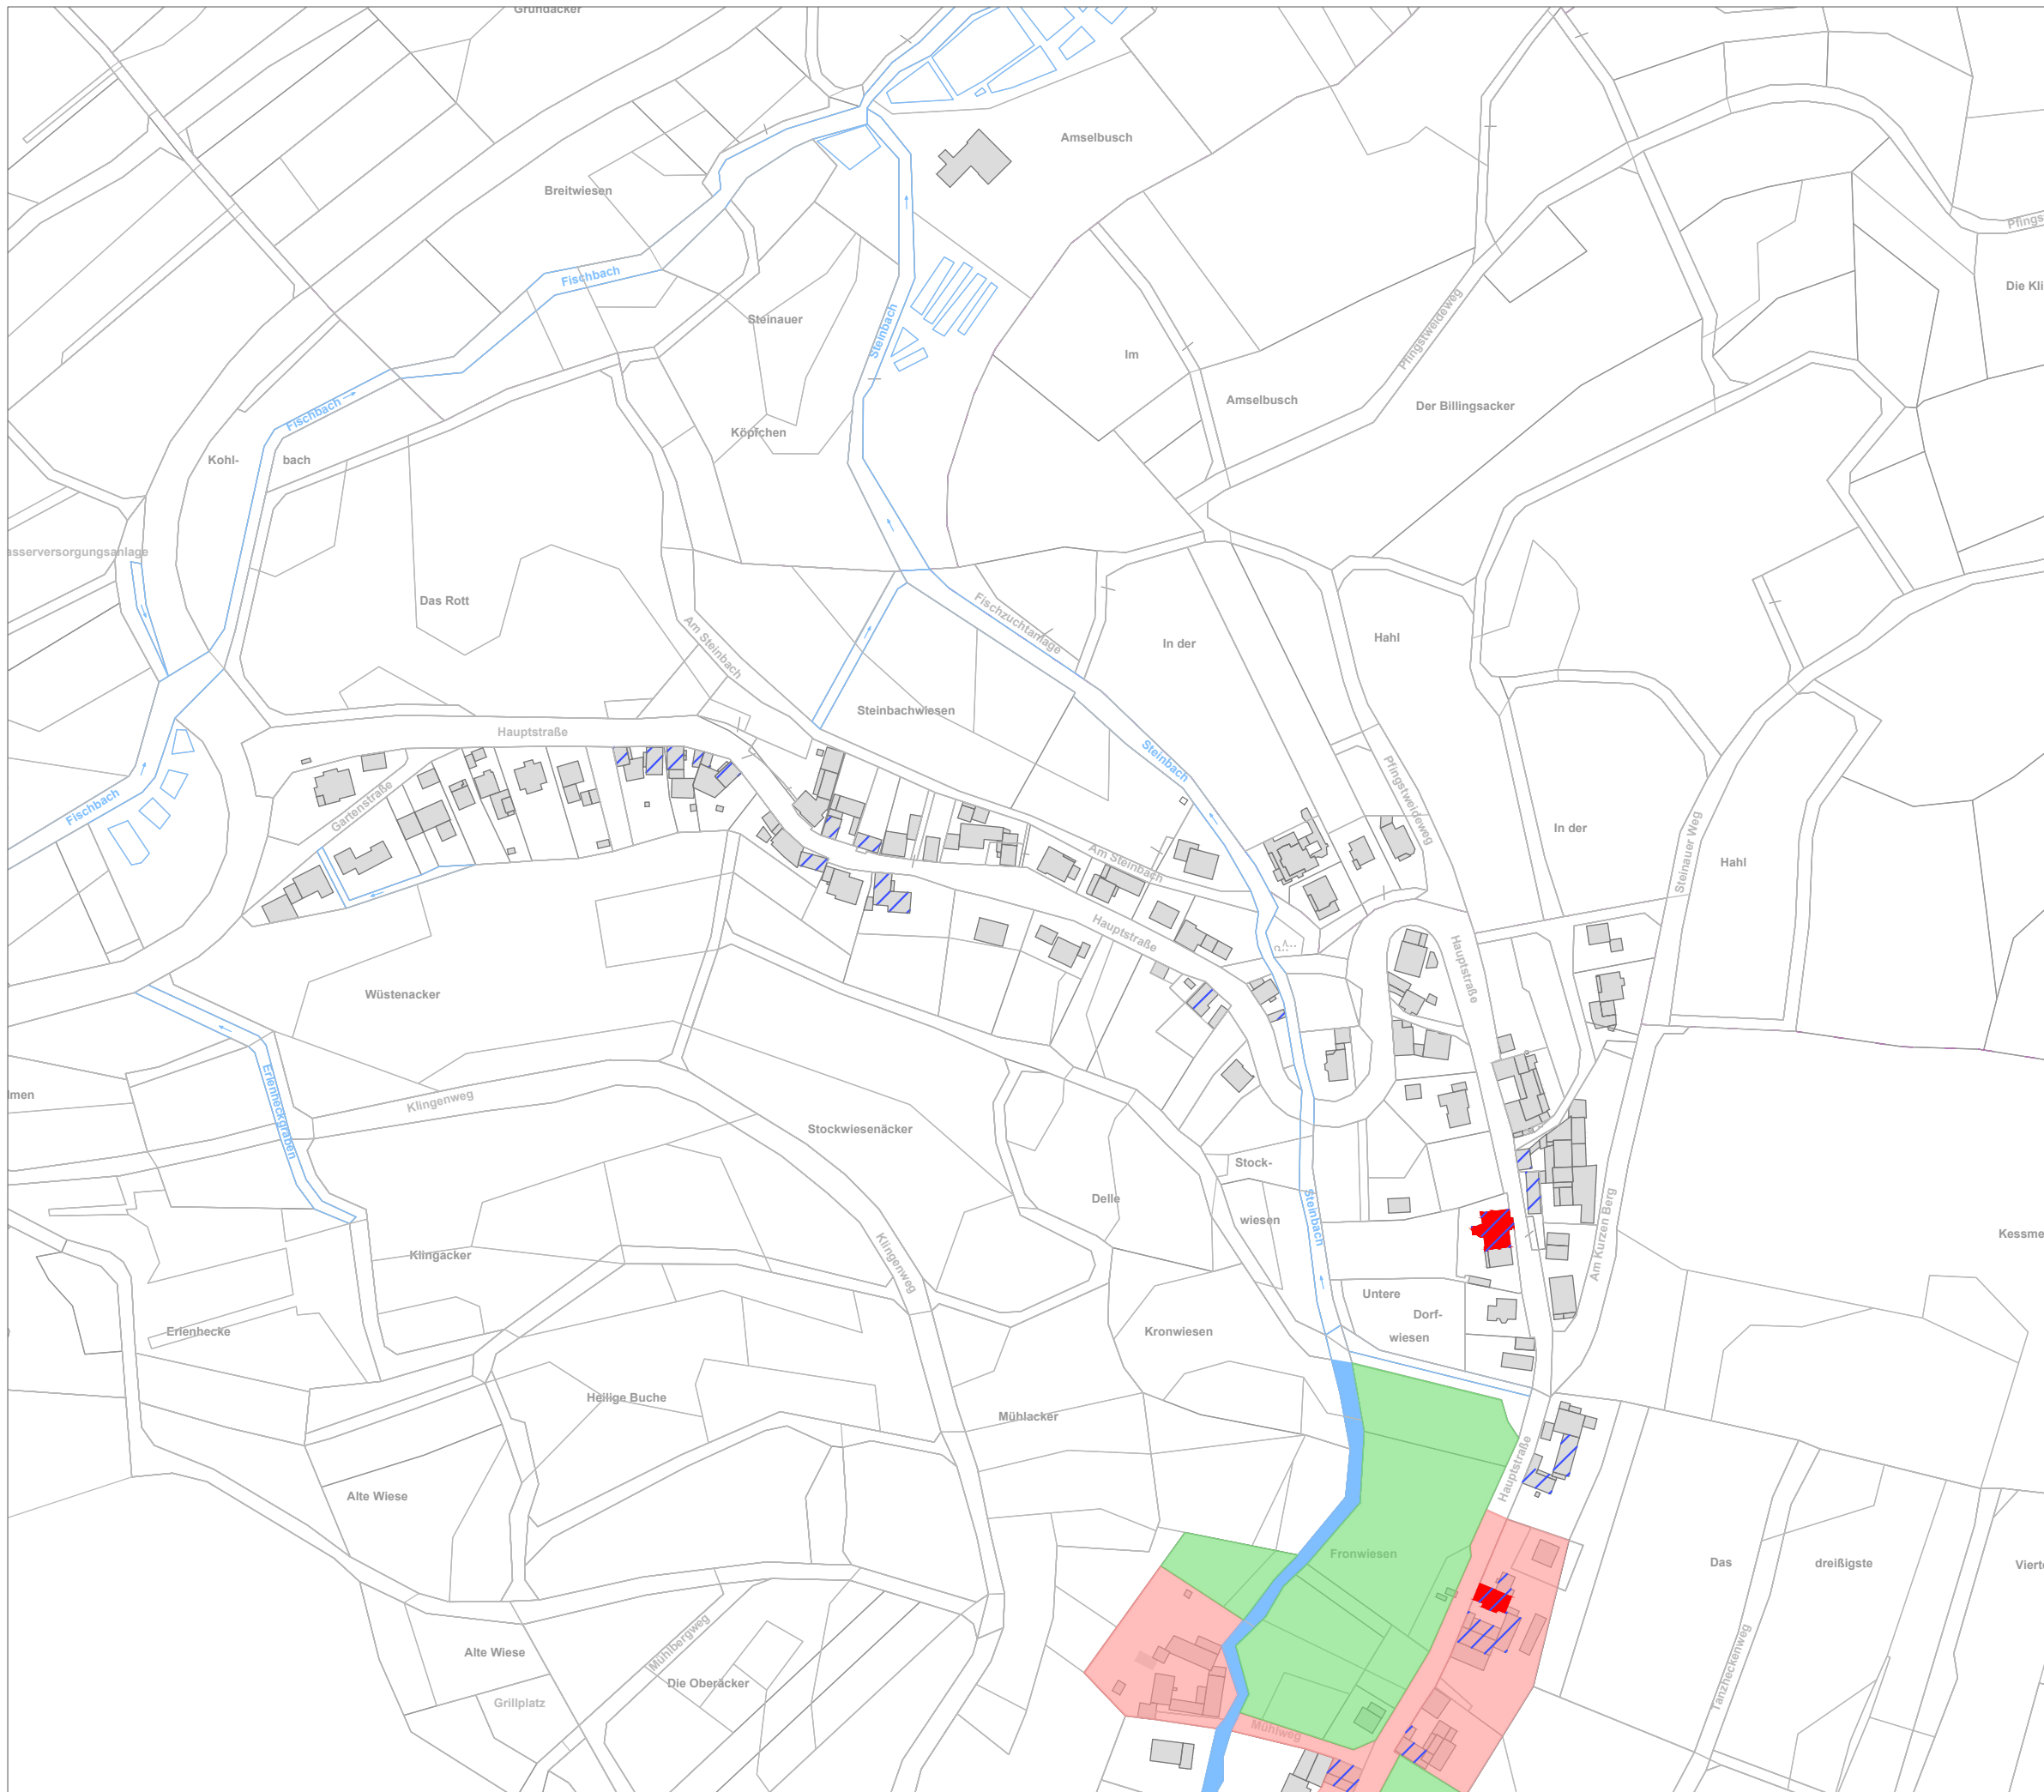 Grundäcker
Amselbusch
Breitwiesen
Pfings
Fischbach
Die Kli
Steinauer
Steinbach
Pfingstweideweg
Im
Amselbusch
Der Billingsacker
Fischbach
Köpfchen
Kohl-
bach
asserversorgungsanlage
Das Rott
Fischzuchtanlage
Am Steinbach
In der
Hahl
Steinbachwiesen
Hauptstraße
Steinbach
Pfingstweideweg
Fischbach
Gartenstraße
In der
Steinauer Weg
Hahl
Am Steinbach
Hauptstraße
Hauptstraße
Wüstenacker
lmen
Erlenheckgraben
Klingenweg
Stockwiesenäcker
Stock-
Delle
wiesen
Steinbach
Am Kurzen Berg
Kessme
Klingacker
Klingenweg
Untere
Dorf-
wiesen
Erlenhecke
Kronwiesen
Heilige Buche
Mühlacker
Hauptstraße
Alte Wiese
Fronwiesen
Das
dreißigste
Vierte
Alte Wiese
Mühlbergweg
Die Oberäcker
Grillplatz
Tanzheckenweg
Mühlweg